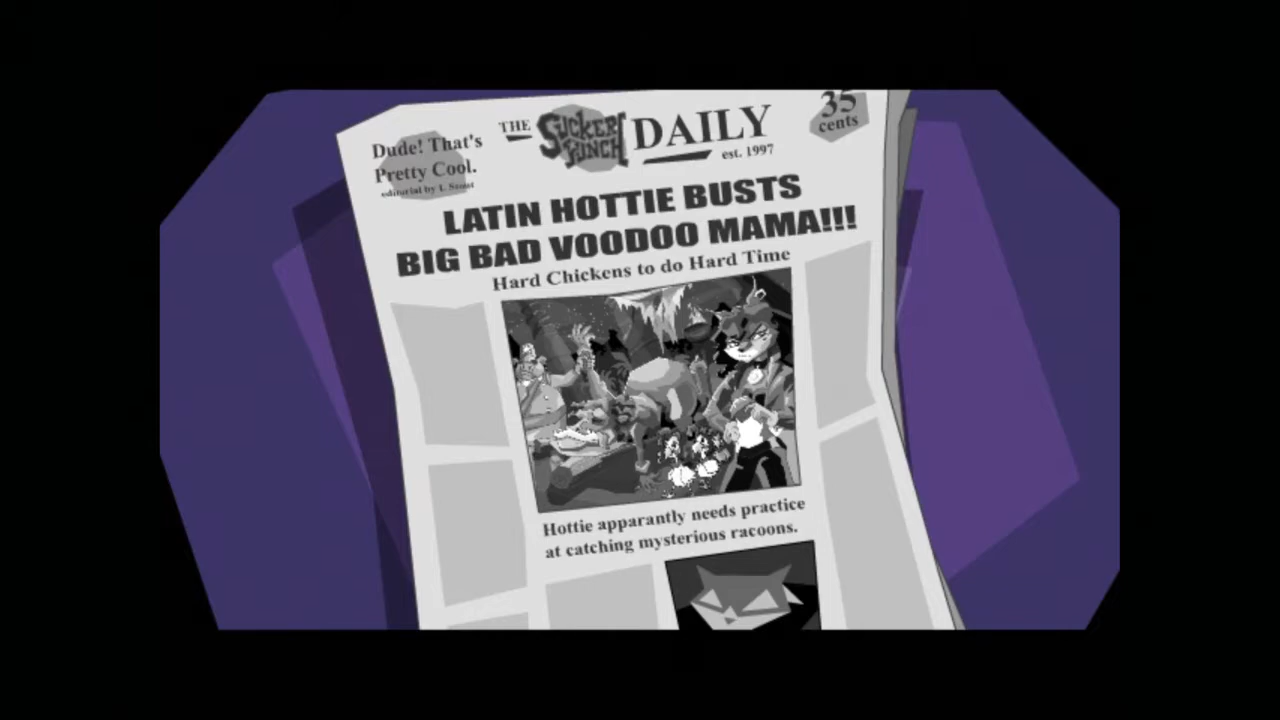 Dude! That's
Pretty Cool.
editorial by L Stout
THE SUCKER PUNCH DAILY
est. 1997
35
cents
LATIN HOTTIE BUSTS
BIG BAD VOODOO MAMA!!!
Hard Chickens to do Hard Time
Hottie apparantly needs practice
at catching mysterious racoons.